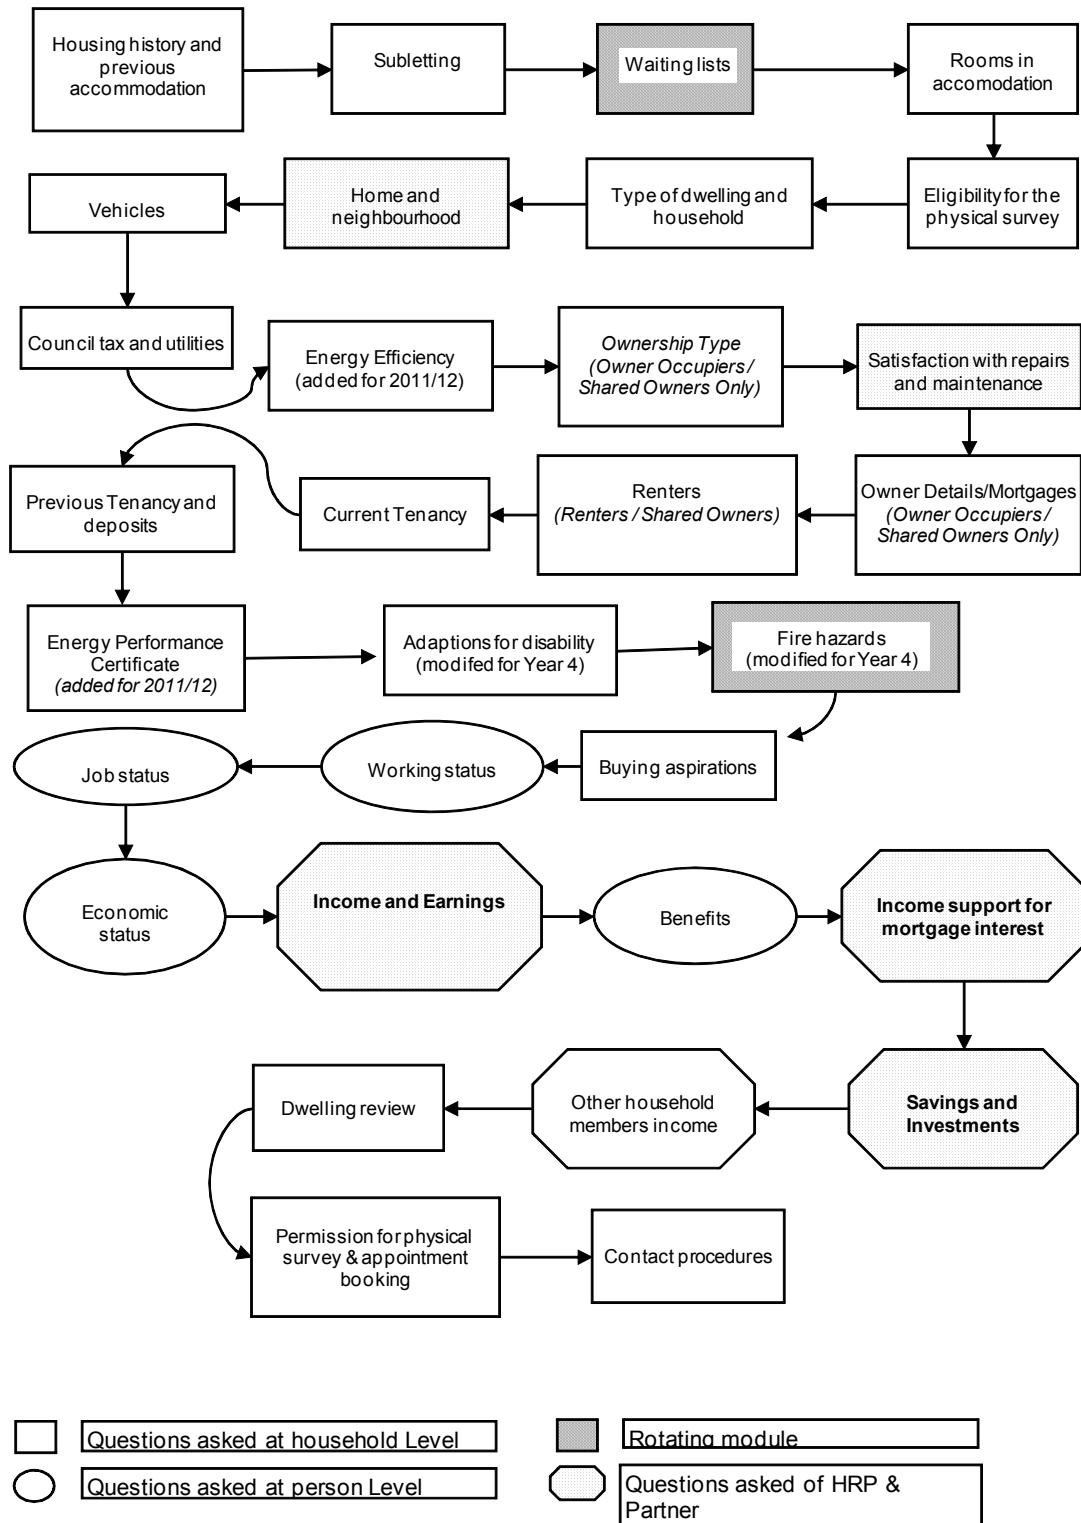 Housing history and
previous
accommodation
Subletting
Waiting lists
Rooms in
accomodation
Vehicles
Home and
neighbourhood
Type of dwelling and
household
Eligibility for the
physical survey
Council tax and utilities
Energy Efficiency
(added for 2011/12)
Ownership Type
(Owner Occupiers /
Shared Owners Only)
Satisfaction with repairs
and maintenance
Previous Tenancy and
deposits
Current Tenancy
Renters
(Renters / Shared Owners)
Owner Details/Mortgages
(Owner Occupiers /
Shared Owners Only)
Energy Performance
Certificate
(added for 2011/12)
Adaptions for disability
(modifed for Year 4)
Fire hazards
(modified for Year 4)
Job status
Working status
Buying aspirations
Economic
status
Income and Earnings
Benefits
Income support for
mortgage interest
Dwelling review
Other household
members income
Savings and
Investments
Permission for physical
survey & appointment
booking
Contact procedures
Questions asked at household Level
Rotating module
Questions asked at person Level
Questions asked of HRP &
Partner